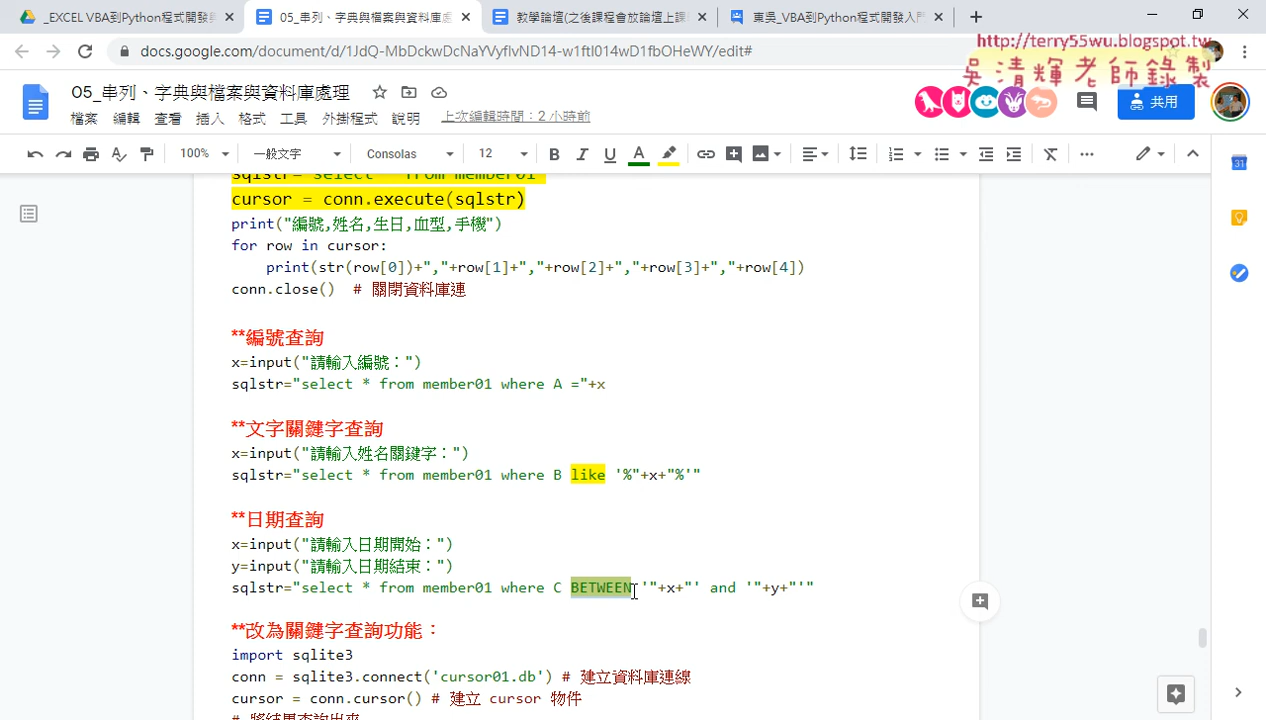 _EXCEL VBA到Python程式開發
05_串列、字典與檔案與資料庫處
教學論壇(之後課程會放論壇上課
東吳_VBA到Python程式開發入門
docs.google.com/document/d/1JdQ-MbDckwDcNaYVyfIvND14-w1ftI014wD1fbOHeWY/edit#
http://terry55wu.blogspot.tw
吳清輝老師錄製
05_串列、字典與檔案與資料庫處理
共用
檔案 編輯 查看 插入 格式 工具 外掛程式 說明 上次編輯時間：2 小時前
100% 一般文字 Consolas 12 B I U A
31
sqlstr="select * from member01"
cursor = conn.execute(sqlstr)
print("編號,姓名,生日,血型,手機")
for row in cursor:
print(str(row[0])+","+row[1]+","+row[2]+","+row[3]+","+row[4])
conn.close() # 關閉資料庫連
**編號查詢
x=input("請輸入編號：")
sqlstr="select * from member01 where A ="+x
**文字關鍵字查詢
x=input("請輸入姓名關鍵字：")
sqlstr="select * from member01 where B like '%"+x+"%'"
**日期查詢
x=input("請輸入日期開始：")
y=input("請輸入日期結束：")
sqlstr="select * from member01 where C BETWEEN '"+x+"' and '"+y+"'"
**改為關鍵字查詢功能：
import sqlite3
conn = sqlite3.connect('cursor01.db') # 建立資料庫連線
cursor = conn.cursor() # 建立 cursor 物件
# 將結果查詢出來